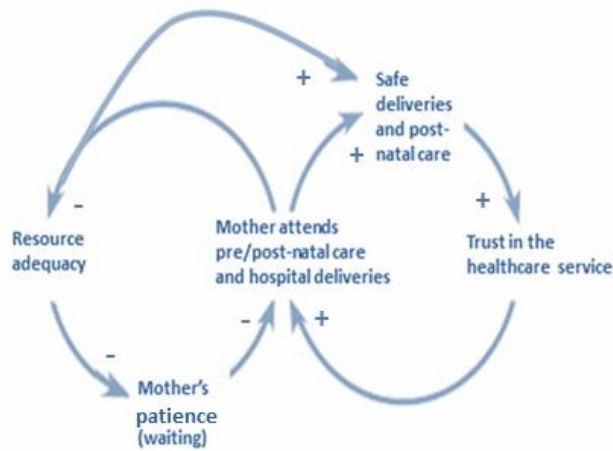 +
Safe
deliveries
and post-
natal care
+
-
+
Resource
adequacy
Mother attends
pre/post-natal care
and hospital deliveries
Trust in the
healthcare service
-
-
+
Mother's
patience
(waiting)